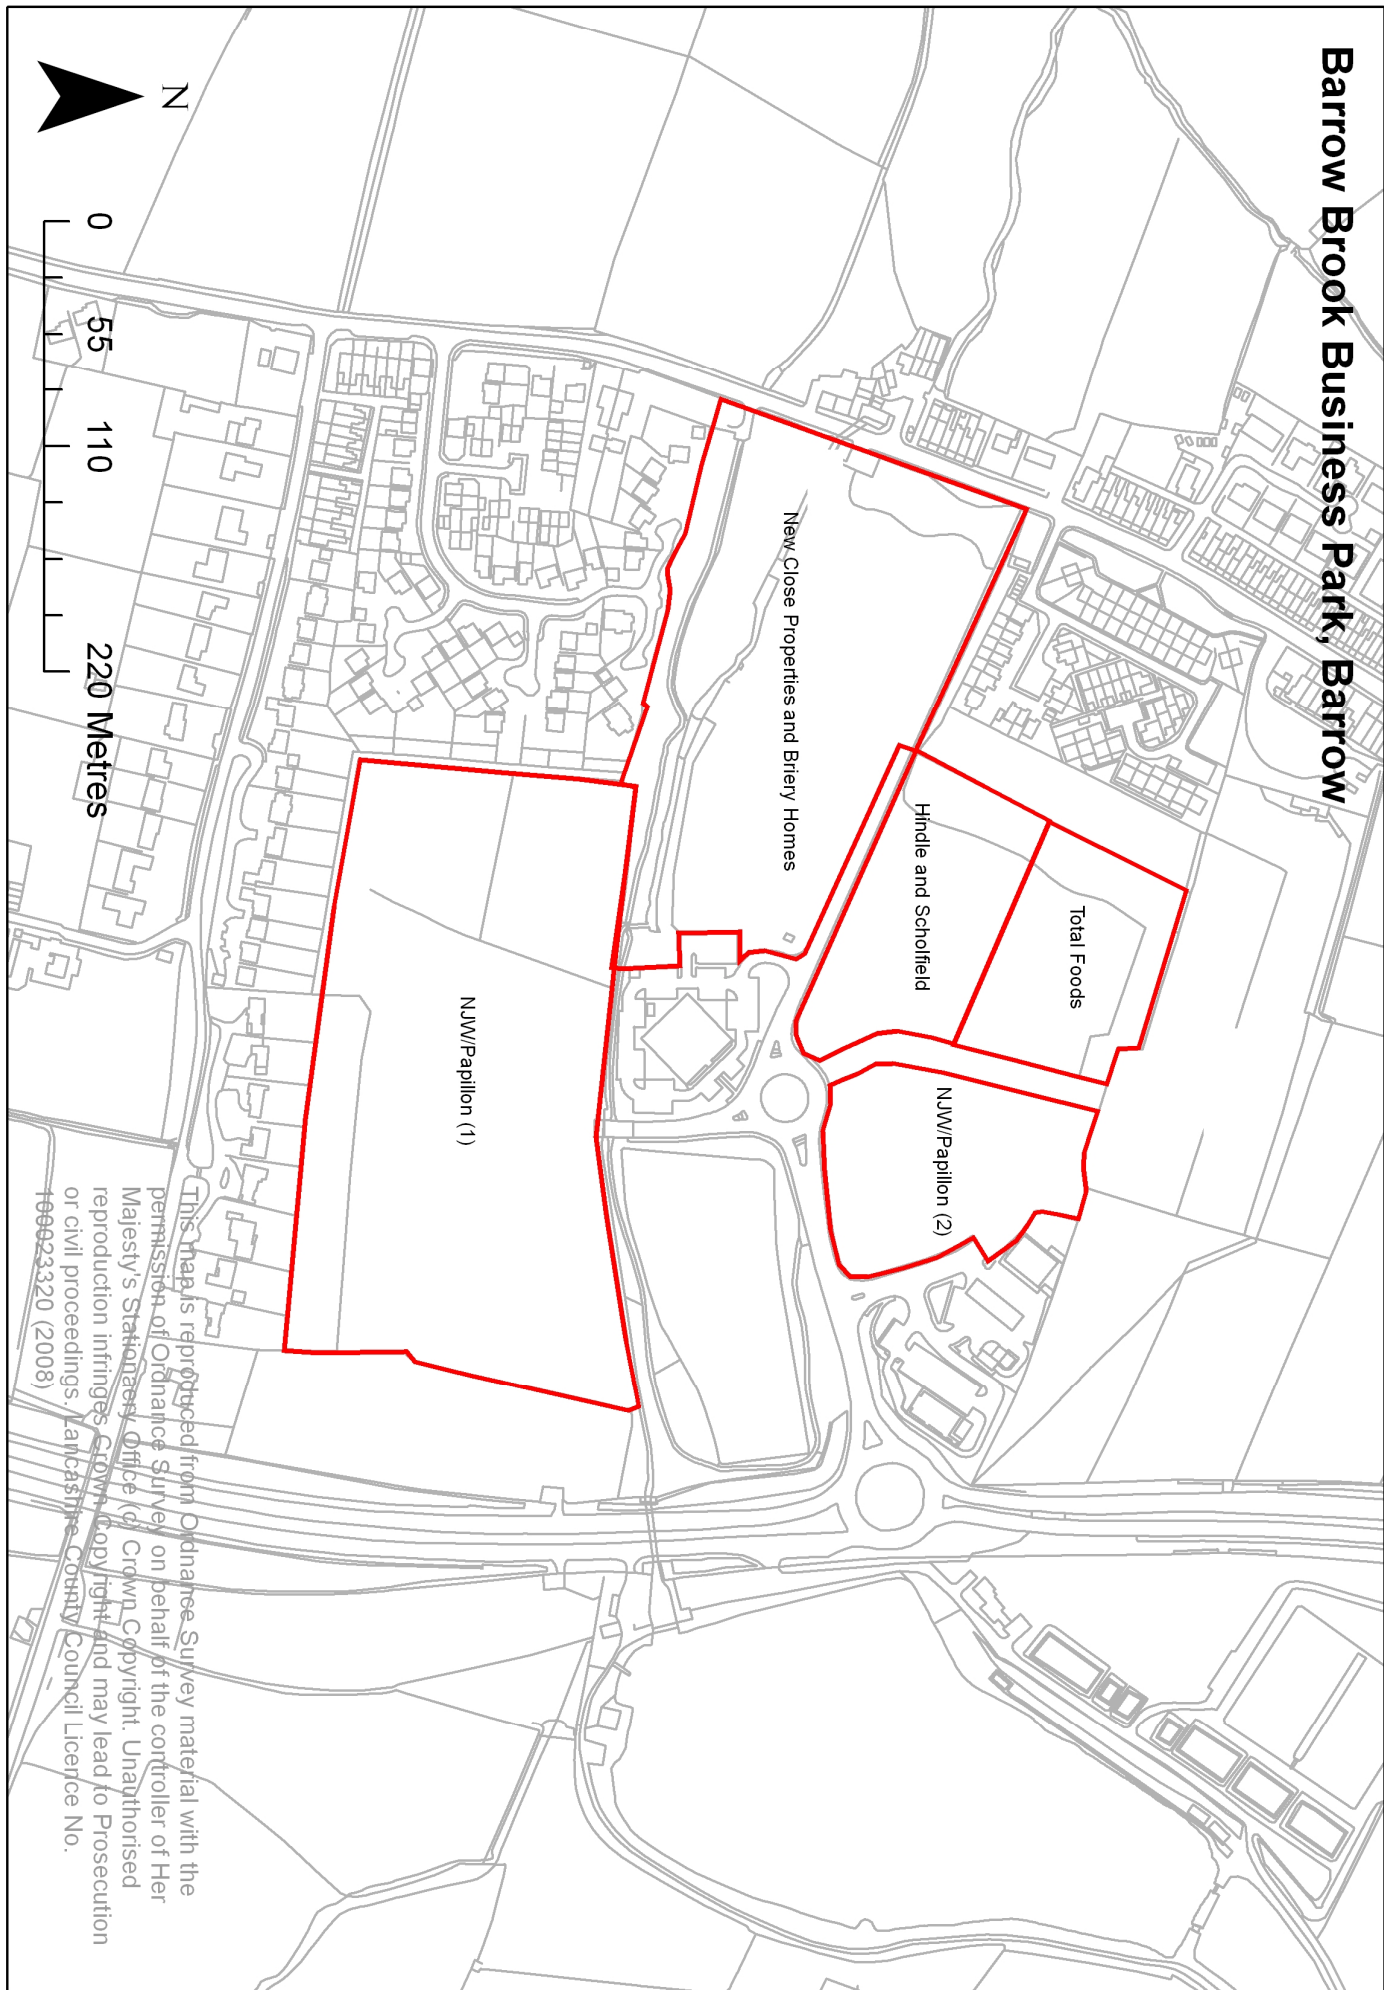 Barrow Brook Business Park, Barrow
Total Foods
Hindle and Scholfield
NJW/Papillon (2)
New Close Properties and Briery Homes
NJW/Papillon (1)
N
0 55 110 220 Metres
This map is reproduced from Ordnance Survey material with the
permission of Ordnance Survey on behalf of the controller of Her
Majesty's Stationaery Office (c) Crown Copyright. Unauthorised
reproduction infringes Crown Copyright and may lead to Prosecution
or civil proceedings. Lancashire County Council Licence No.
100023320 (2008)